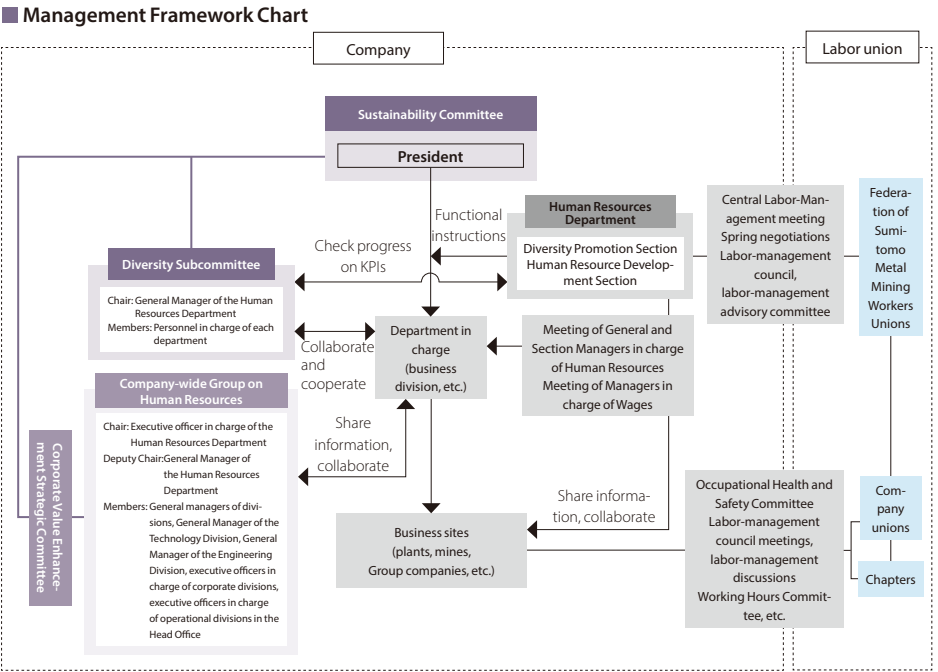 Management Framework Chart
Company
Labor union
Sustainability Committee
President
Functional
instructions
Human Resources
Department
Diversity Promotion Section
Human Resource Develop-
ment Section
Central Labor-Man-
agement meeting
Spring negotiations
Labor-management
council,
labor-management
advisory committee
Federa-
tion of
Sumi-
tomo
Metal
Mining
Workers
Unions
Check progress
on KPIs
Diversity Subcommittee
Chair: General Manager of the Human
Resources Department
Members: Personnel in charge of each
department
Collaborate
and
cooperate
Department in
charge
(business
division, etc.)
Meeting of General and
Section Managers in charge
of Human Resources
Meeting of Managers in
charge of Wages
Company-wide Group on
Human Resources
Chair: Executive officer in charge of the
Human Resources Department
Deputy Chair:General Manager of
the Human Resources
Department
Members: General managers of divi-
sions, General Manager of the
Technology Division, General
Manager of the Engineering
Division, executive officers in
charge of corporate divisions,
executive officers in charge
of operational divisions in the
Head Office
Corporate Value Enhance-
ment Strategic Committee
Share
information,
collaborate
Share informa-
tion, collaborate
Business sites
(plants, mines,
Group companies, etc.)
Occupational Health and
Safety Committee
Labor-management
council meetings,
labor-management
discussions
Working Hours Commit-
tee, etc.
Com-
pany
unions
Chapters